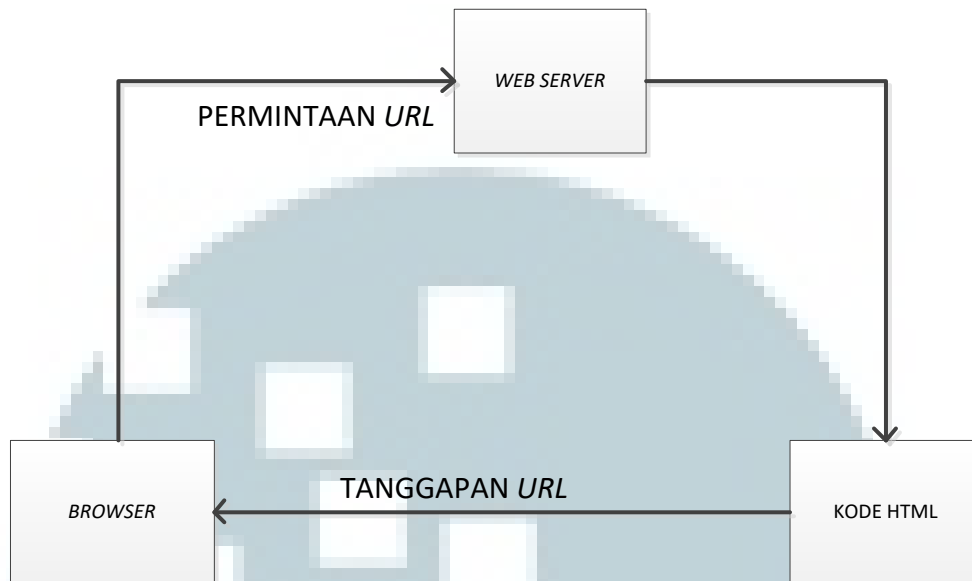 WEB SERVER
PERMINTAAN URL
TANGGAPAN URL
BROWSER
KODE HTML